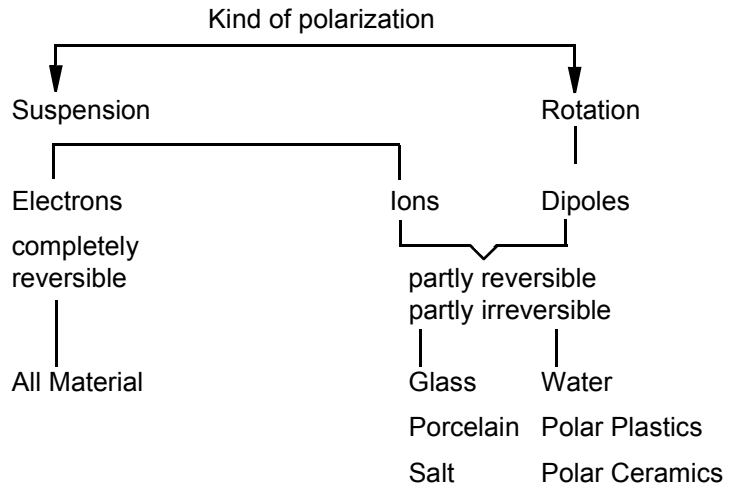 Kind of polarization
Suspension
Rotation
Electrons
Ions
Dipoles
completely
reversible
partly reversible
partly irreversible
All Material
Glass
Water
Porcelain
Polar Plastics
Salt
Polar Ceramics